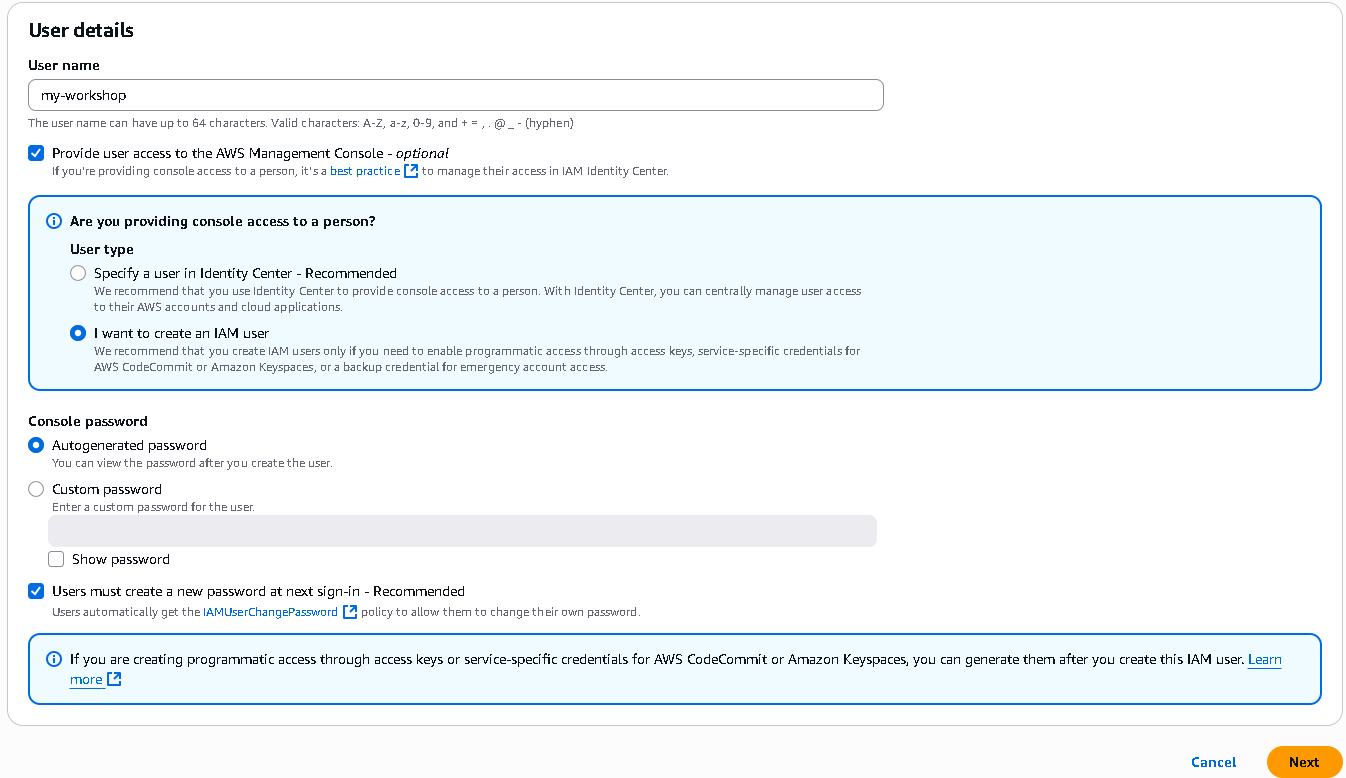 User details
User name
my-workshop
The user name can have up to 64 characters. Valid characters: A-Z, a-z, 0-9, and + = , . @ _ - (hyphen)
Provide user access to the AWS Management Console - optional
If you're providing console access to a person, it's a best practice to manage their access in IAM Identity Center.
Are you providing console access to a person?
User type
Specify a user in Identity Center - Recommended
We recommend that you use Identity Center to provide console access to a person. With Identity Center, you can centrally manage user access
to their AWS accounts and cloud applications.
I want to create an IAM user
We recommend that you create IAM users only if you need to enable programmatic access through access keys, service-specific credentials for
AWS CodeCommit or Amazon Keyspaces, or a backup credential for emergency account access.
Console password
Autogenerated password
You can view the password after you create the user.
Custom password
Enter a custom password for the user.
Show password
Users must create a new password at next sign-in - Recommended
Users automatically get the IAMUserChangePassword policy to allow them to change their own password.
If you are creating programmatic access through access keys or service-specific credentials for AWS CodeCommit or Amazon Keyspaces, you can generate them after you create this IAM user. Learn
more
Cancel Next